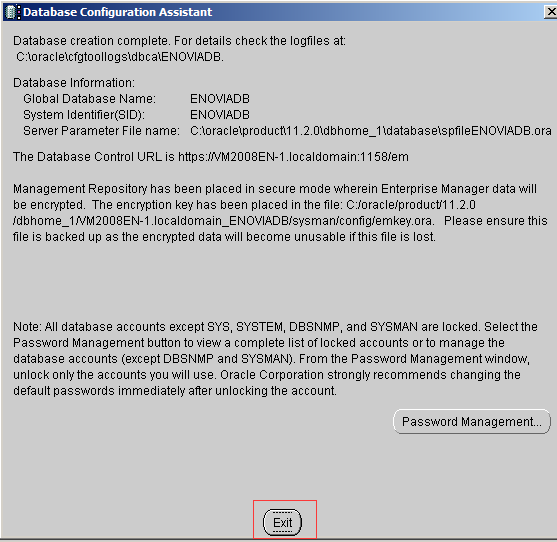 Database Configuration Assistant
Database creation complete. For details check the logfiles at:
C:\oracle\cfgtoollogs\dbca\ENOVIADB.
Database Information:
Global Database Name: ENOVIADB
System Identifier(SID): ENOVIADB
Server Parameter File name: C:\oracle\product\11.2.0\dbhome_1\database\spfileENOVIADB.ora
The Database Control URL is https://VM2008EN-1.localdomain:1158/em
Management Repository has been placed in secure mode wherein Enterprise Manager data will
be encrypted. The encryption key has been placed in the file: C:/oracle/product/11.2.0
/dbhome_1/VM2008EN-1.localdomain_ENOVIADB/sysman/config/emkey.ora. Please ensure this
file is backed up as the encrypted data will become unusable if this file is lost.
Note: All database accounts except SYS, SYSTEM, DBSNMP, and SYSMAN are locked. Select the
Password Management button to view a complete list of locked accounts or to manage the
database accounts (except DBSNMP and SYSMAN). From the Password Management window,
unlock only the accounts you will use. Oracle Corporation strongly recommends changing the
default passwords immediately after unlocking the account.
Password Management...
Exit